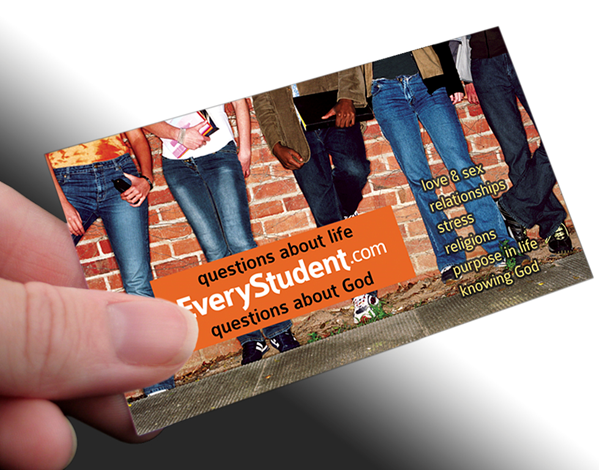 questions about life
EveryStudent.com
questions about God
love & sex
relationships
stress
religions
purpose in life
knowing God